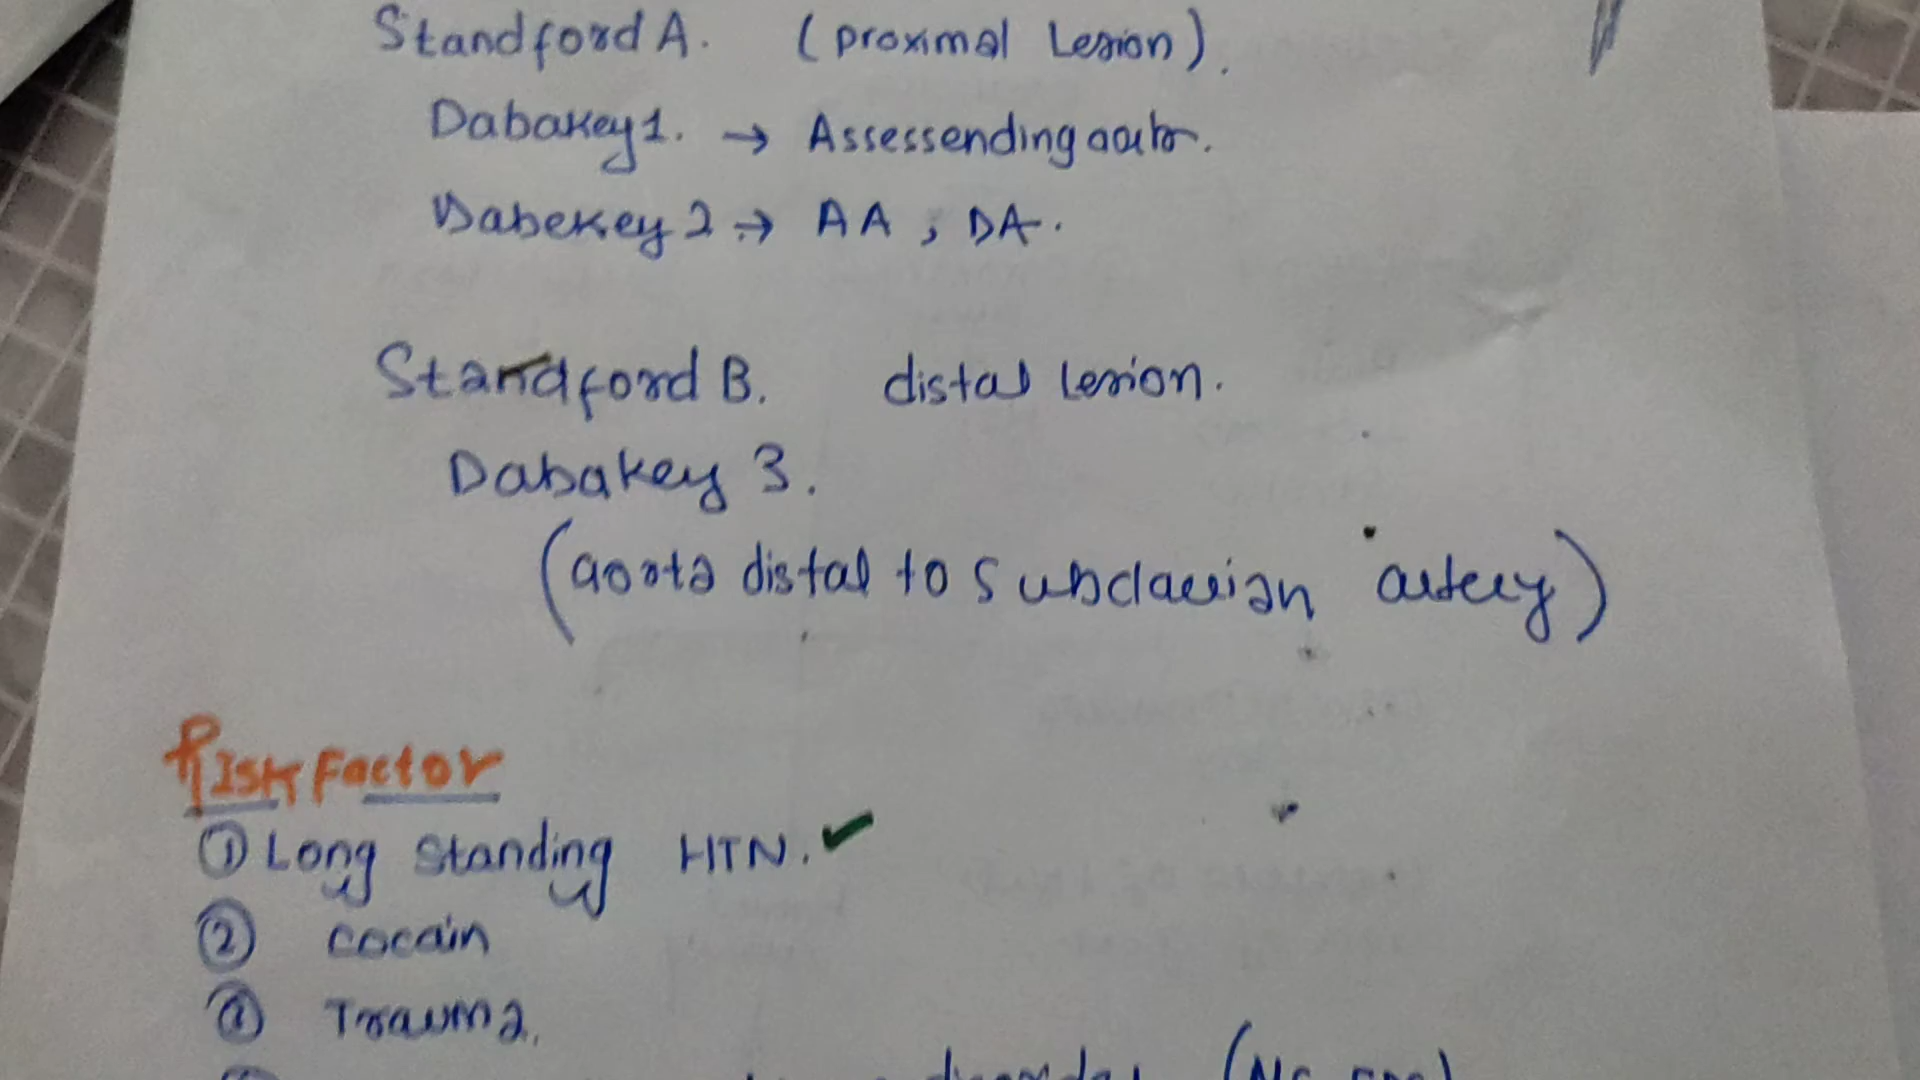 Standford A. (proximal Lesion).
Dabakey 1. → Assessending aorta.
Dabekey 2 → AA, DA.
Standford B. distal lesion.
Dabakey 3.
(aorta distal to Subclavian artery)
Risk Factor
① Long Standing HTN. ✓
② cocain
③ Trauma.